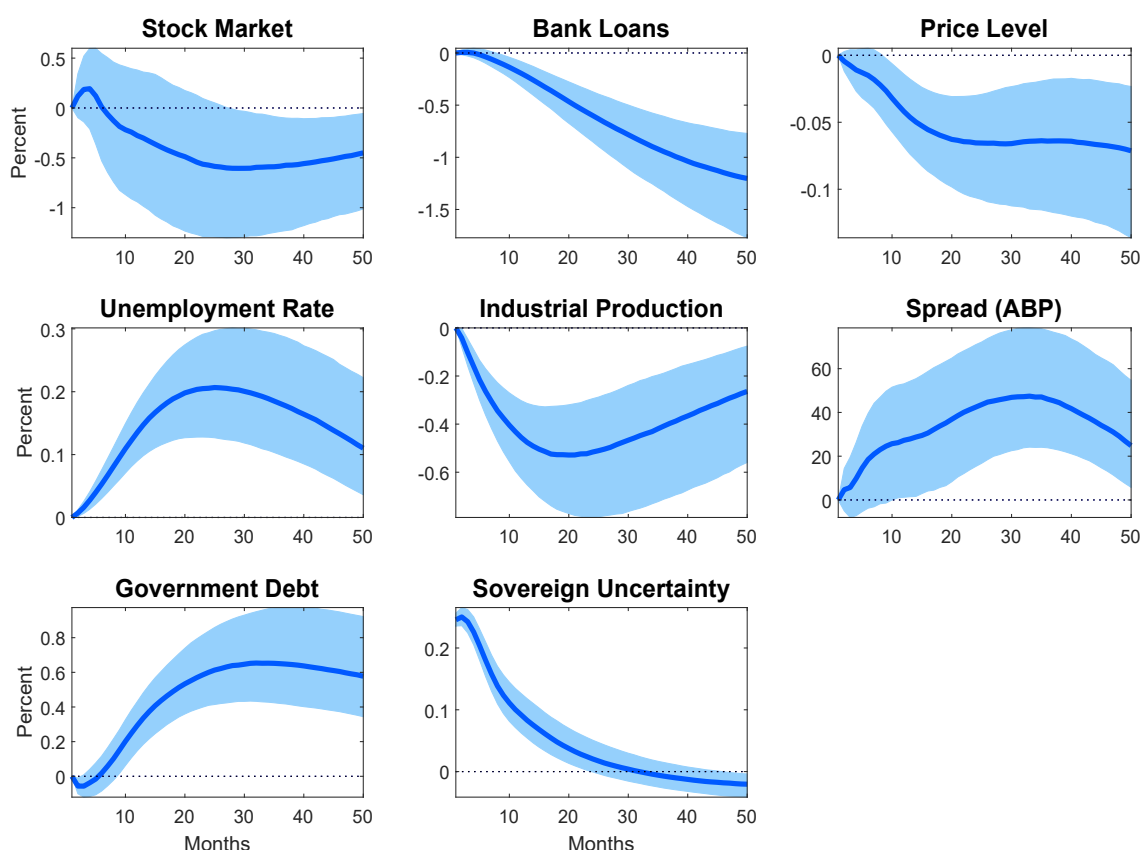 Stock Market
Bank Loans
Price Level
Percent
0.5
0
-0.5
-1
10 20 30 40 50
0
-0.5
-1
-1.5
10 20 30 40 50
0
-0.05
-0.1
10 20 30 40 50
Unemployment Rate
Industrial Production
Spread (ABP)
Percent
0.3
0.2
0.1
0
10 20 30 40 50
0
-0.2
-0.4
-0.6
10 20 30 40 50
60
40
20
0
10 20 30 40 50
Government Debt
Sovereign Uncertainty
Percent
0.8
0.6
0.4
0.2
0
10 20 30 40 50
Months
0.2
0.1
0
10 20 30 40 50
Months